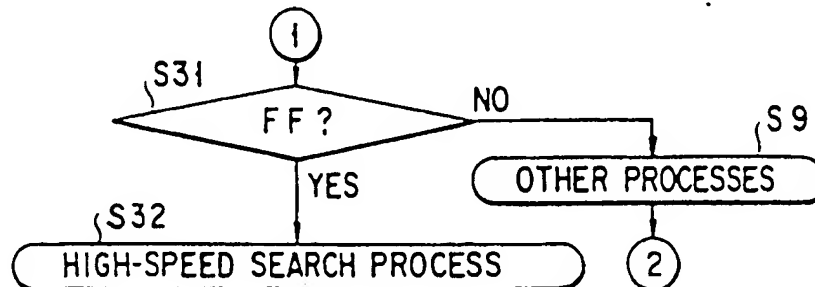 1
S31
FF?
NO
S9
OTHER PROCESSES
YES
S32
HIGH-SPEED SEARCH PROCESS
2